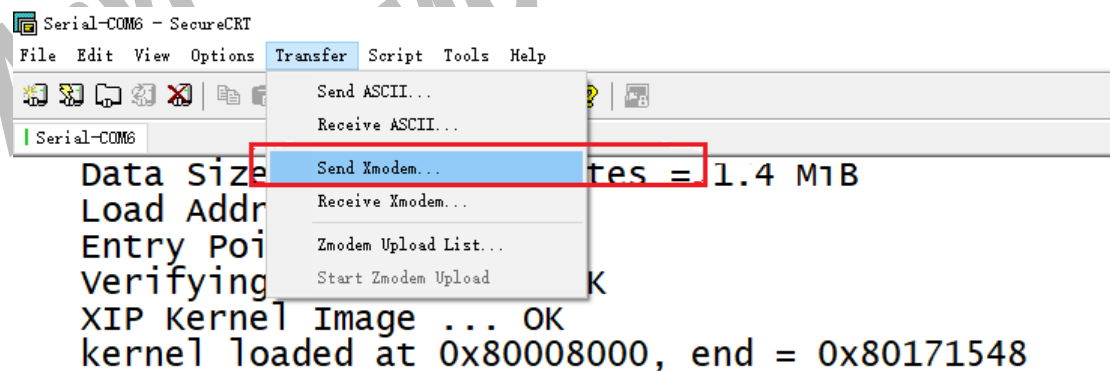 Serial-COM6 - SecureCRT
File Edit View Options Transfer Script Tools Help
Send ASCII...
Receive ASCII...
Serial-COM6
Send Xmodem...
Data Size tes = 1.4 MiB
Receive Xmodem...
Load Addr
Zmodem Upload List...
Entry Poi
Start Zmodem Upload
Verifying K
XIP Kernel Image ... OK
kernel loaded at 0x80008000, end = 0x80171548